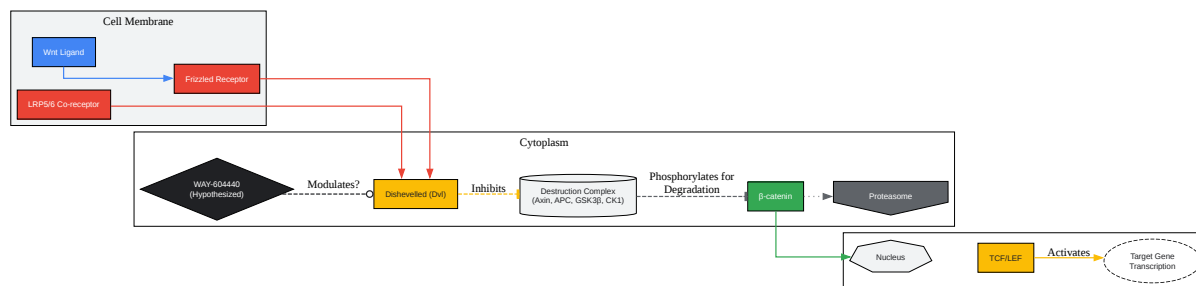 Cell Membrane
Wnt Ligand
Frizzled Receptor
LRP5/6 Co-receptor
Cytoplasm
WAY-604440
(Hypothesized)
Modulates?
Dishevelled (Dvl)
Inhibits
Destruction Complex
(Axin, APC, GSK3β, CK1)
Phosphorylates for
Degradation
β-catenin
Proteasome
Nucleus
TCF/LEF
Activates
Target Gene
Transcription